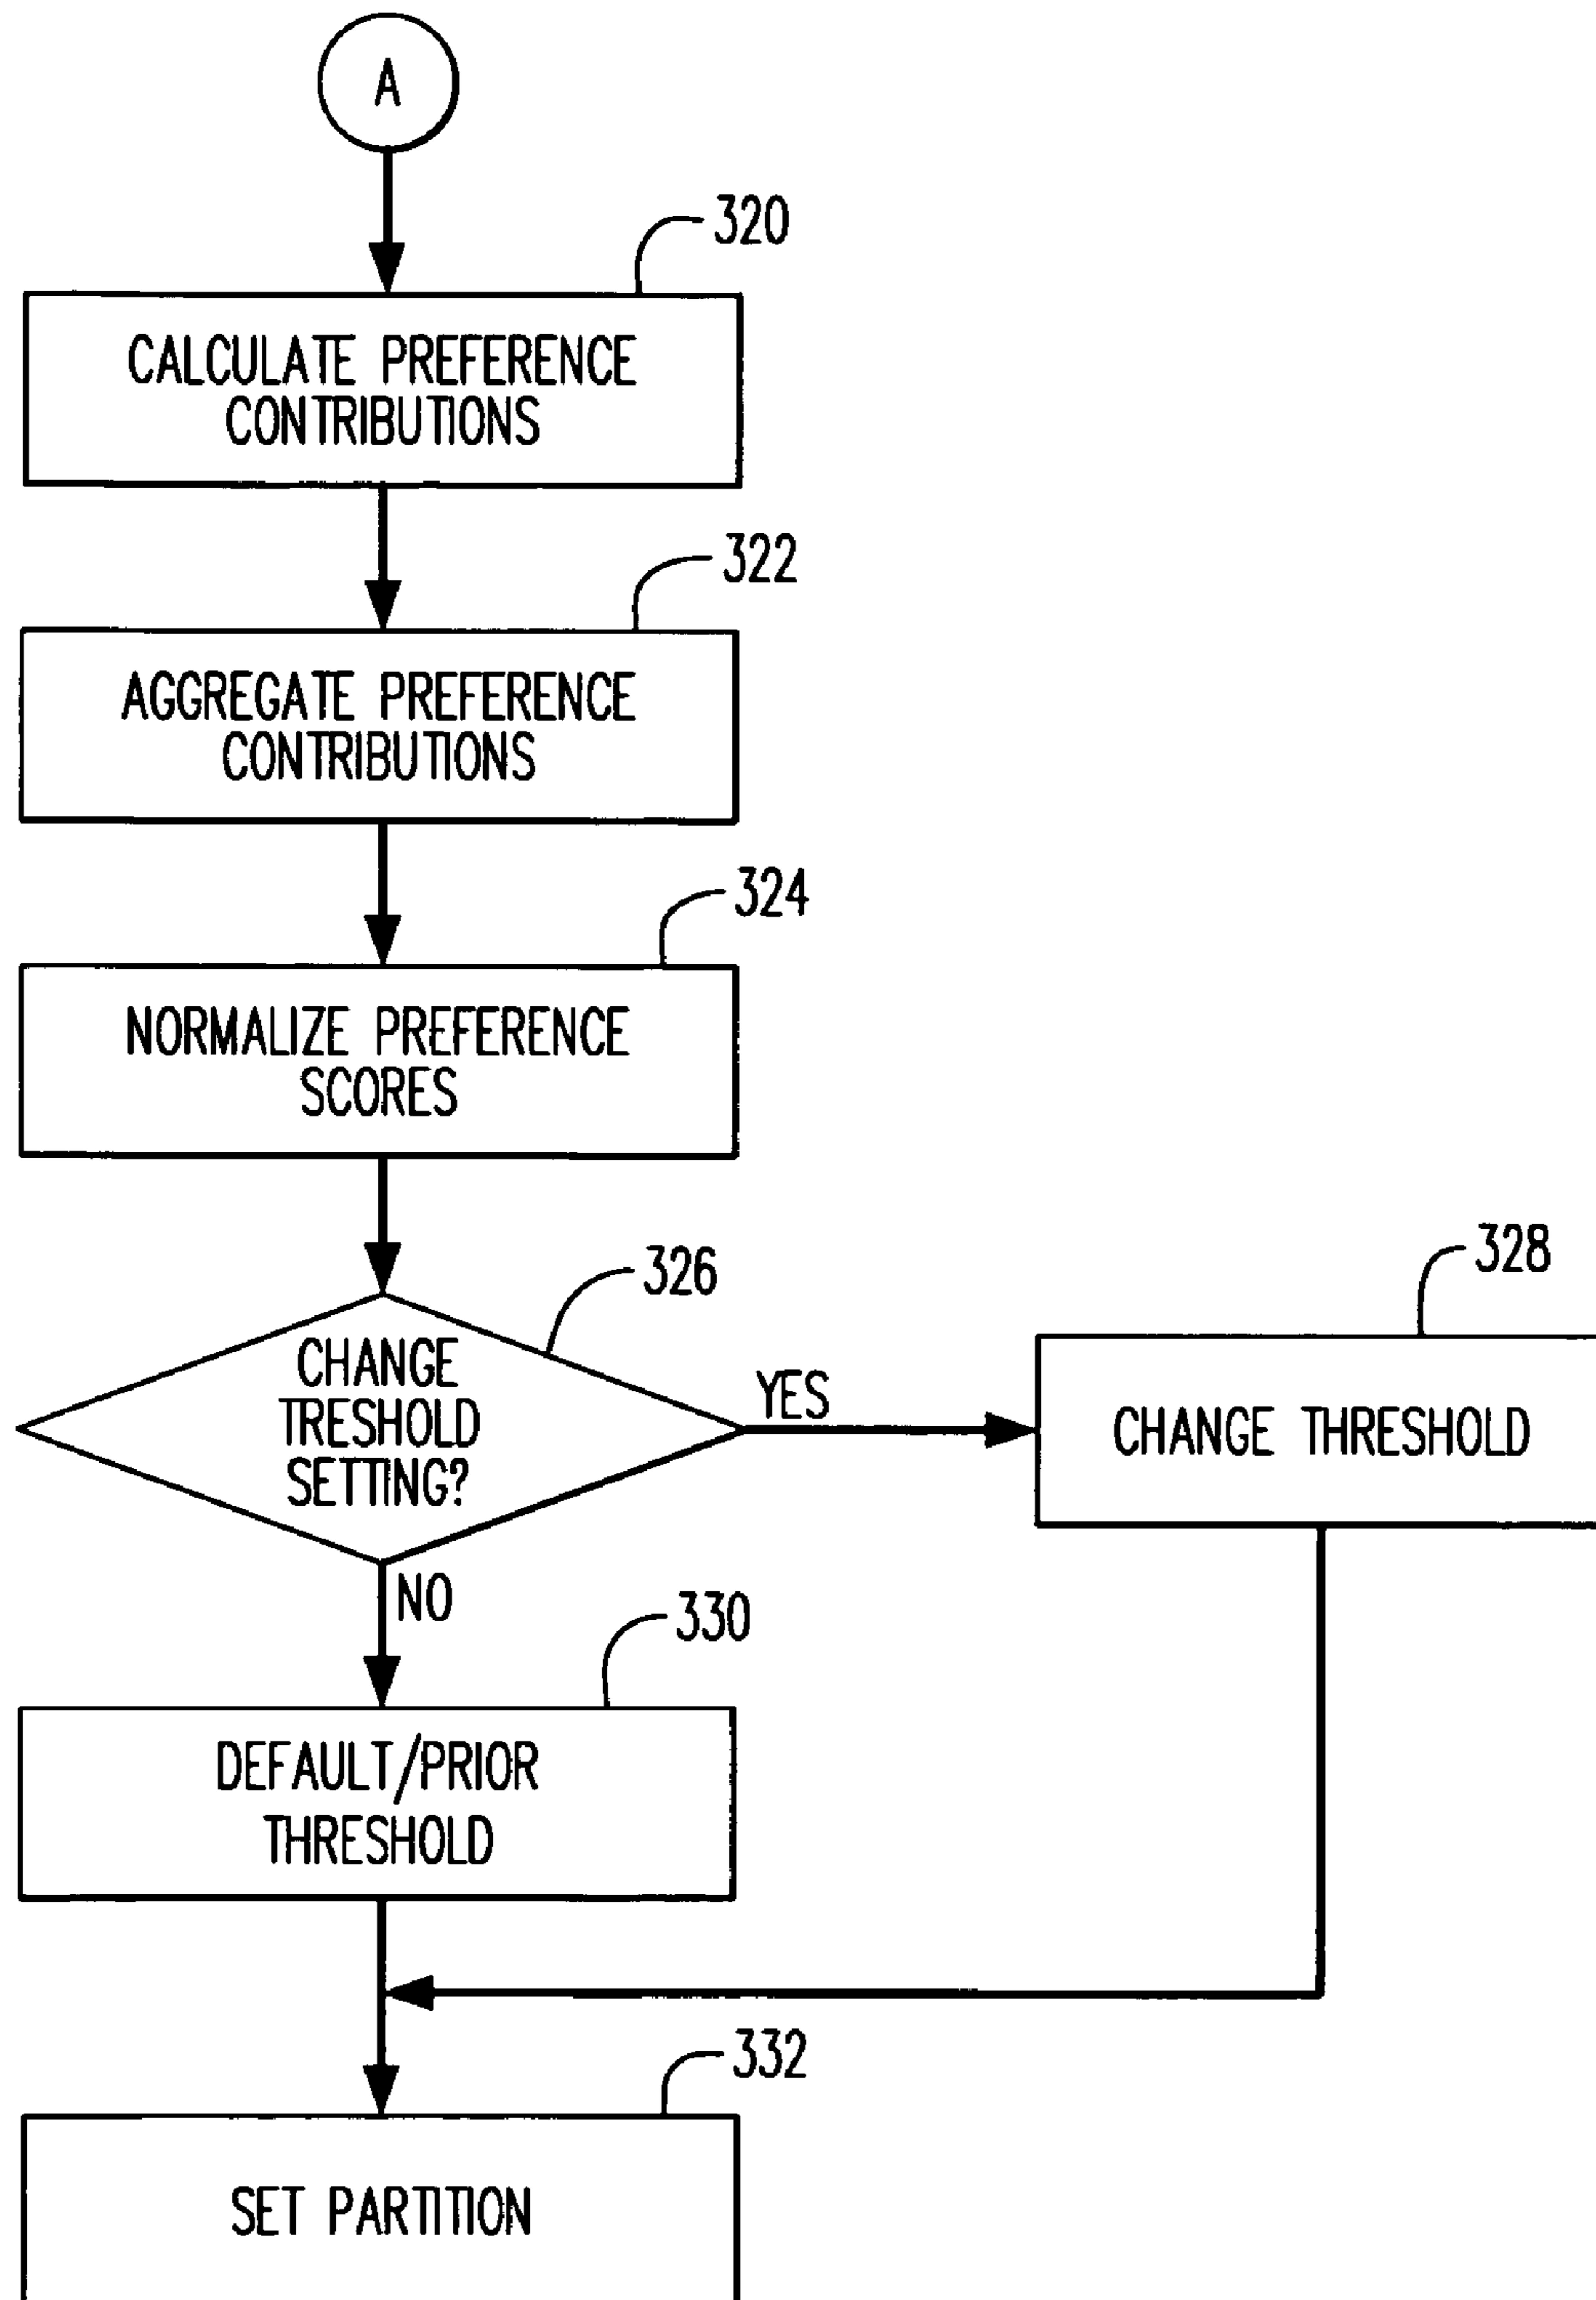 A
320
CALCULATE PREFERENCE
CONTRIBUTIONS
322
AGGREGATE PREFERENCE
CONTRIBUTIONS
324
NORMALIZE PREFERENCE
SCORES
326
CHANGE
TRESHOLD
SETTING?
YES
328
CHANGE THRESHOLD
NO
330
DEFAULT/PRIOR
THRESHOLD
332
SET PARTITION